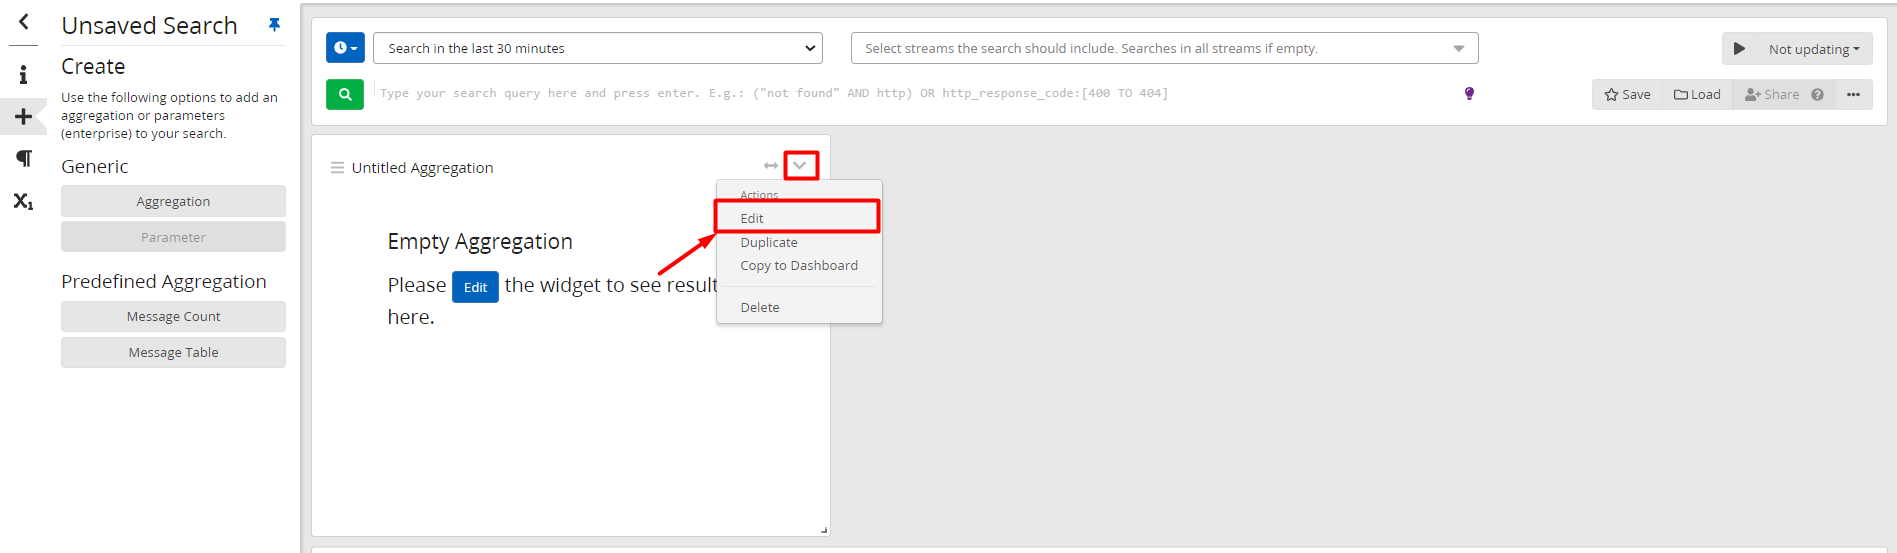 Unsaved Search
Create
Use the following options to add an
aggregation or parameters
(enterprise) to your search.
Generic
Aggregation
Parameter
Predefined Aggregation
Message Count
Message Table
Search in the last 30 minutes
Select streams the search should include. Searches in all streams if empty.
Not updating
Type your search query here and press enter. E.g.: ("not found" AND http) OR http_response_code:[400 TO 404]
Save
Load
Share
Untitled Aggregation
Actions
Edit
Duplicate
Copy to Dashboard
Delete
Empty Aggregation
Please Edit the widget to see result
here.